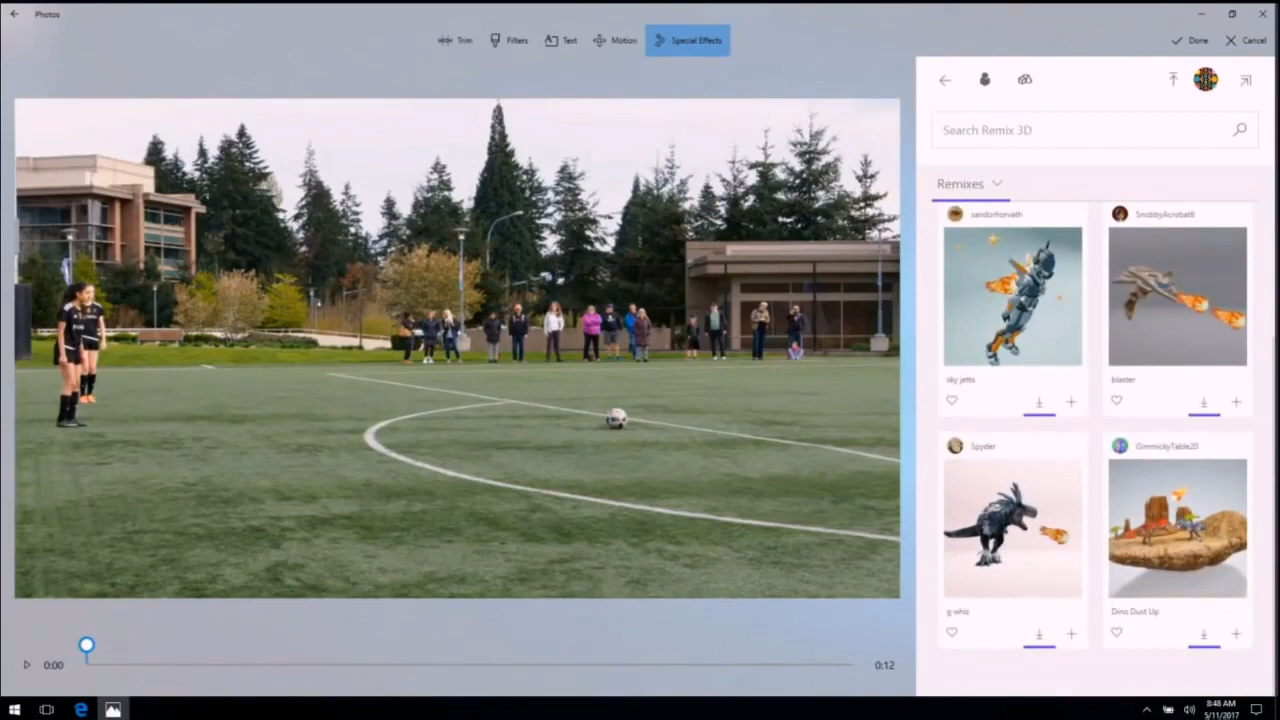 Photos
Trim
Filters
Text
Motion
Special Effects
Done
Cancel
Search Remix 3D
Remixes
sandorhorvath
SnobbyAcrobat8
sky jetts
blaster
Spyder
GimmickyTable20
g whiz
Dino Dust Up
0:00
0:12
8:48 AM
5/11/2017